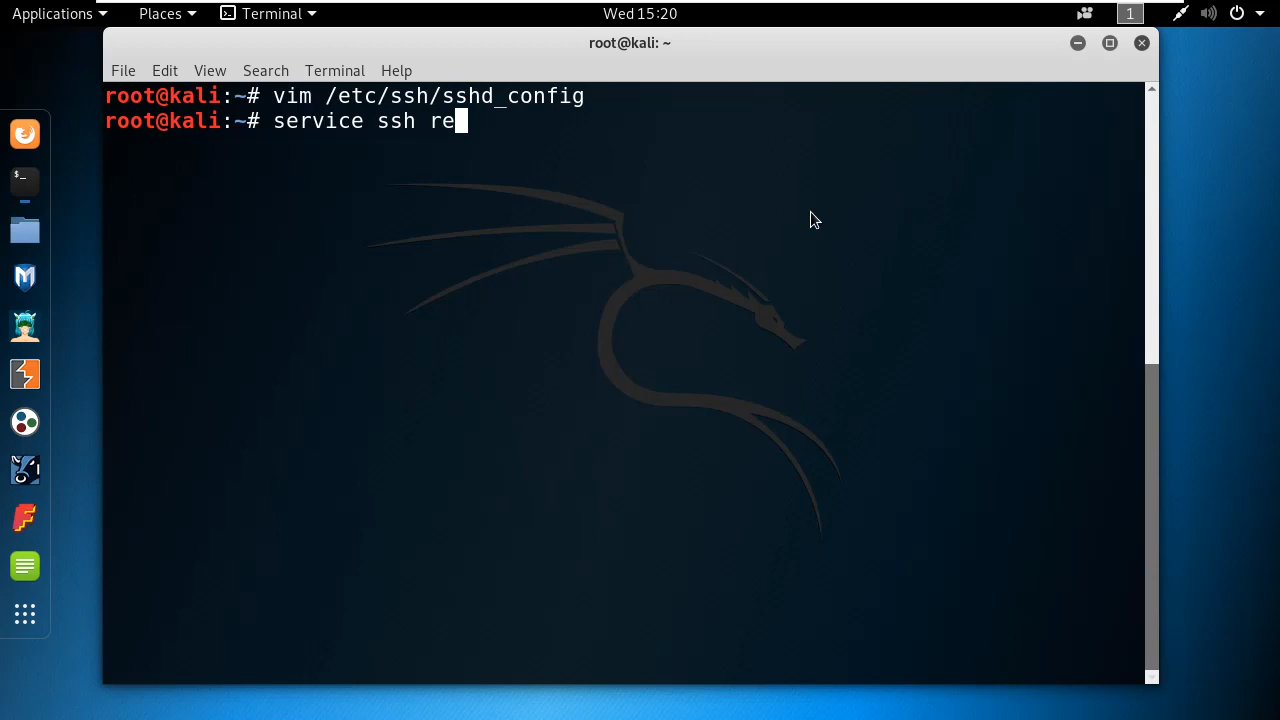 Applications Places Terminal Wed 15:20 1
root@kali: ~
File Edit View Search Terminal Help
root@kali:~# vim /etc/ssh/sshd_config
root@kali:~# service ssh re
$_